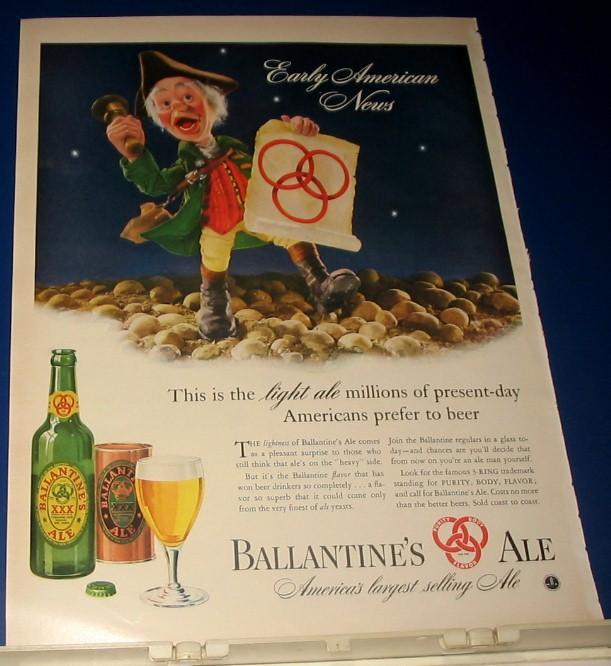 Early American
News
This is the light ale millions of present-day
Americans prefer to beer
THE lightness of Ballantine's Ale comes
as a pleasant surprise to those who
still think that ale's on the "heavy" side.
But it's the Ballantine flavor that has
won beer drinkers so completely . . . a fla-
vor so superb that it could come only
from the very finest of ale yeasts.
Join the Ballantine regulars in a glass to-
day—and chances are you'll decide that
from now on you're an ale man yourself.
Look for the famous 3-RING trademark
standing for PURITY, BODY, FLAVOR,
and call for Ballantine's Ale. Costs no more
than the better beers. Sold coast to coast.
BALLANTINE'S
XXX
ALE
BALLANTINE'S
XXX
ALE
BALLANTINE'S
PURITY
BODY
FLAVOR
ALE
America's largest selling Ale